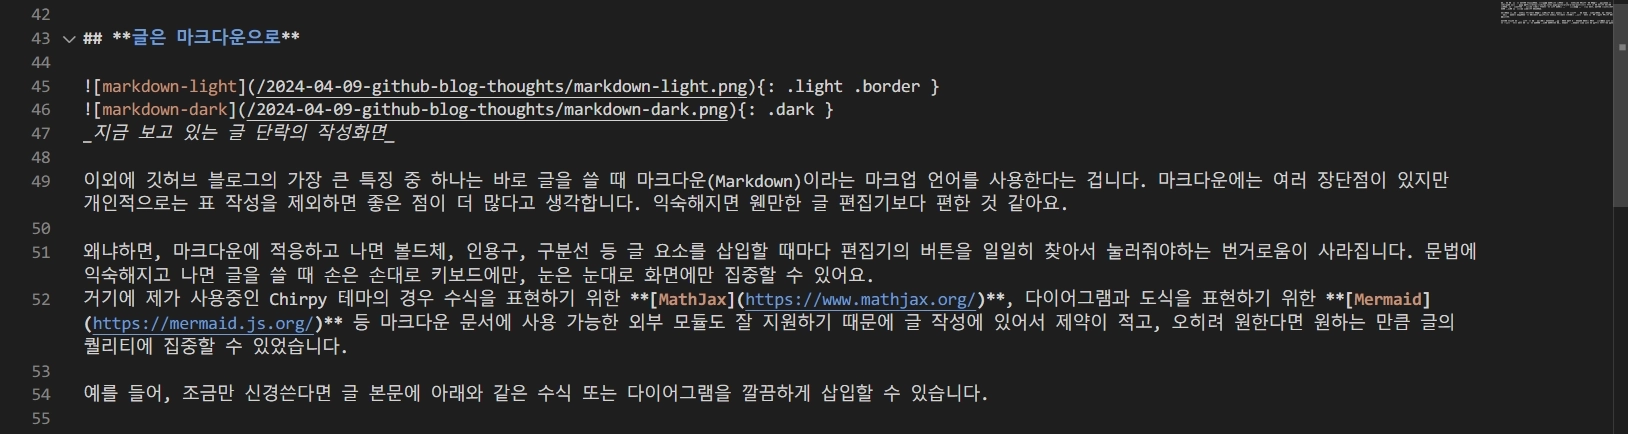 42
43 ## **글은 마크다운으로**
44
45 ![markdown-light](/2024-04-09-github-blog-thoughts/markdown-light.png){: .light .border }
46 ![markdown-dark](/2024-04-09-github-blog-thoughts/markdown-dark.png){: .dark }
47 _지금 보고 있는 글 단락의 작성화면_
48
49 이외에 깃허브 블로그의 가장 큰 특징 중 하나는 바로 글을 쓸 때 마크다운(Markdown)이라는 마크업 언어를 사용한다는 겁니다. 마크다운에는 여러 장단점이 있지만
개인적으로는 표 작성을 제외하면 좋은 점이 더 많다고 생각합니다. 익숙해지면 웬만한 글 편집기보다 편한 것 같아요.
50
51 왜냐하면, 마크다운에 적응하고 나면 볼드체, 인용구, 구분선 등 글 요소를 삽입할 때마다 편집기의 버튼을 일일히 찾아서 눌러줘야하는 번거로움이 사라집니다. 문법에
익숙해지고 나면 글을 쓸 때 손은 손대로 키보드에만, 눈은 눈대로 화면에만 집중할 수 있어요.
52 거기에 제가 사용중인 Chirpy 테마의 경우 수식을 표현하기 위한 **[MathJax](https://www.mathjax.org/)**, 다이어그램과 도식을 표현하기 위한 **[Mermaid]
(https://mermaid.js.org/)** 등 마크다운 문서에 사용 가능한 외부 모듈도 잘 지원하기 때문에 글 작성에 있어서 제약이 적고, 오히려 원한다면 원하는 만큼 글의
퀄리티에 집중할 수 있었습니다.
53
54 예를 들어, 조금만 신경쓴다면 글 본문에 아래와 같은 수식 또는 다이어그램을 깔끔하게 삽입할 수 있습니다.
55